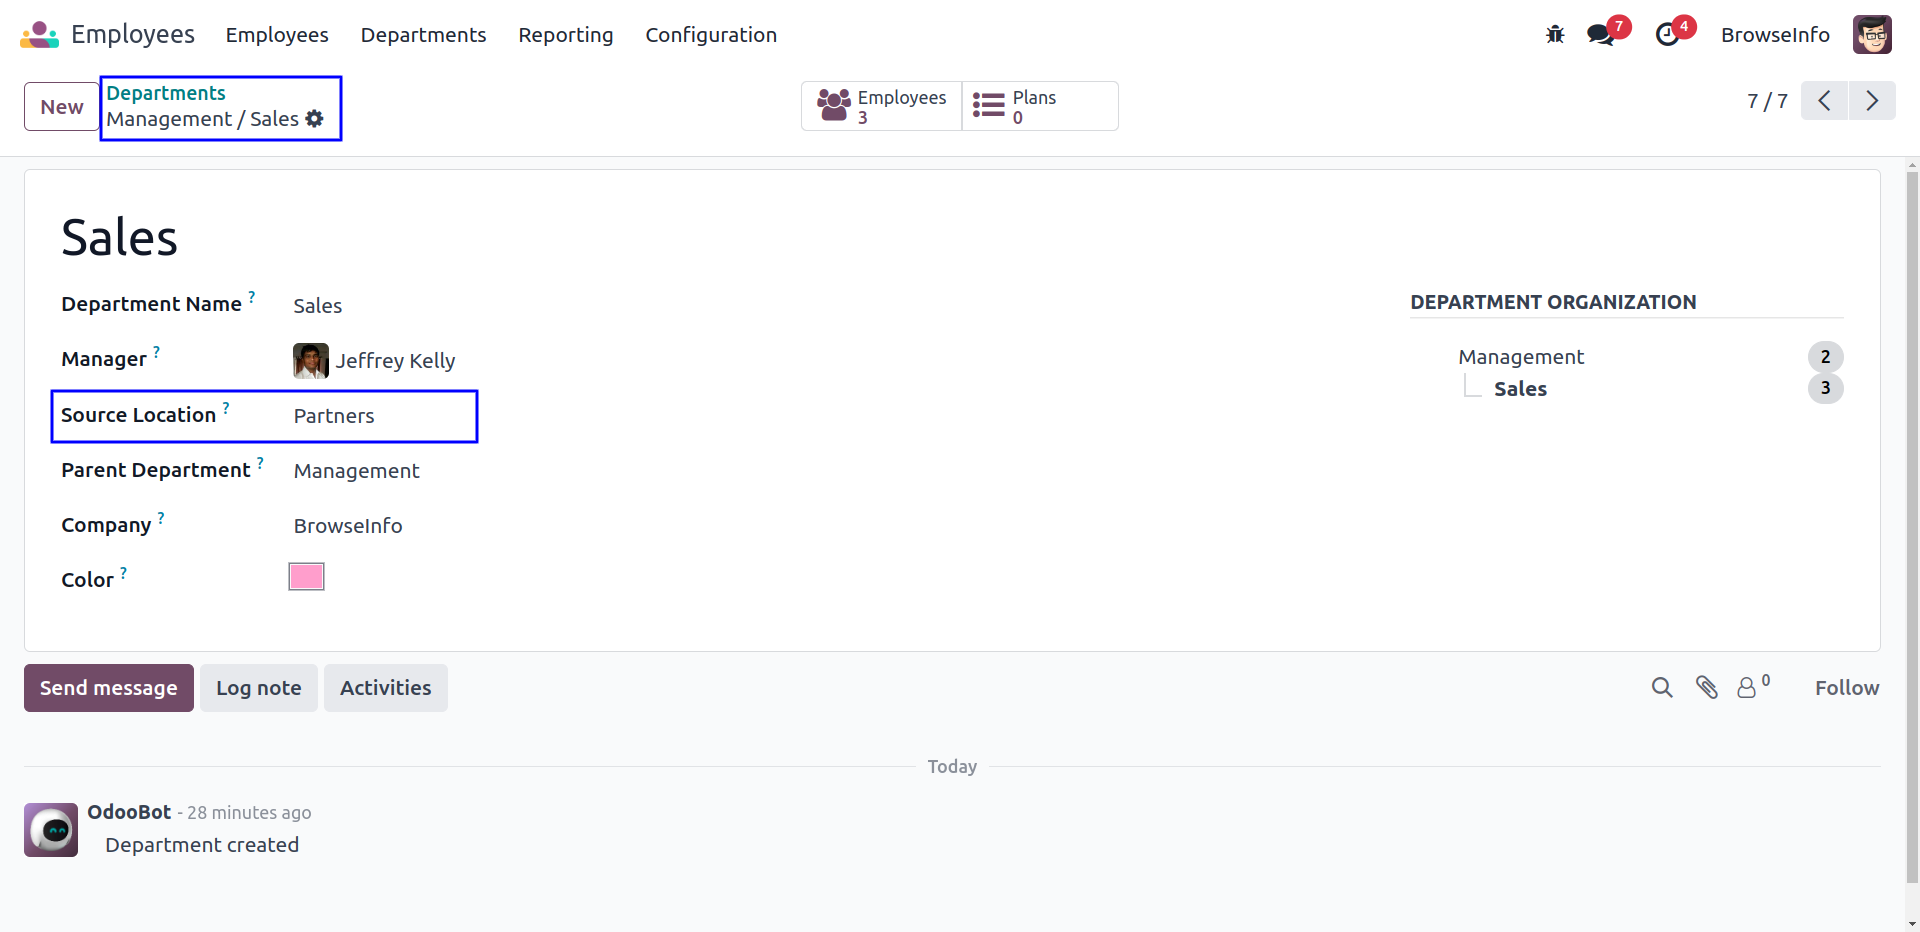 Employees Employees Departments Reporting Configuration 7 4 BrowseInfo
New
Departments
Management / Sales
Employees
3
Plans
0
7 / 7
Sales
Department Name ? Sales
Manager ? Jeffrey Kelly
Source Location ? Partners
Parent Department ? Management
Company ? BrowseInfo
Color ?
DEPARTMENT ORGANIZATION
Management 2
Sales 3
Send message Log note Activities 0 Follow
Today
OdooBot - 28 minutes ago
Department created